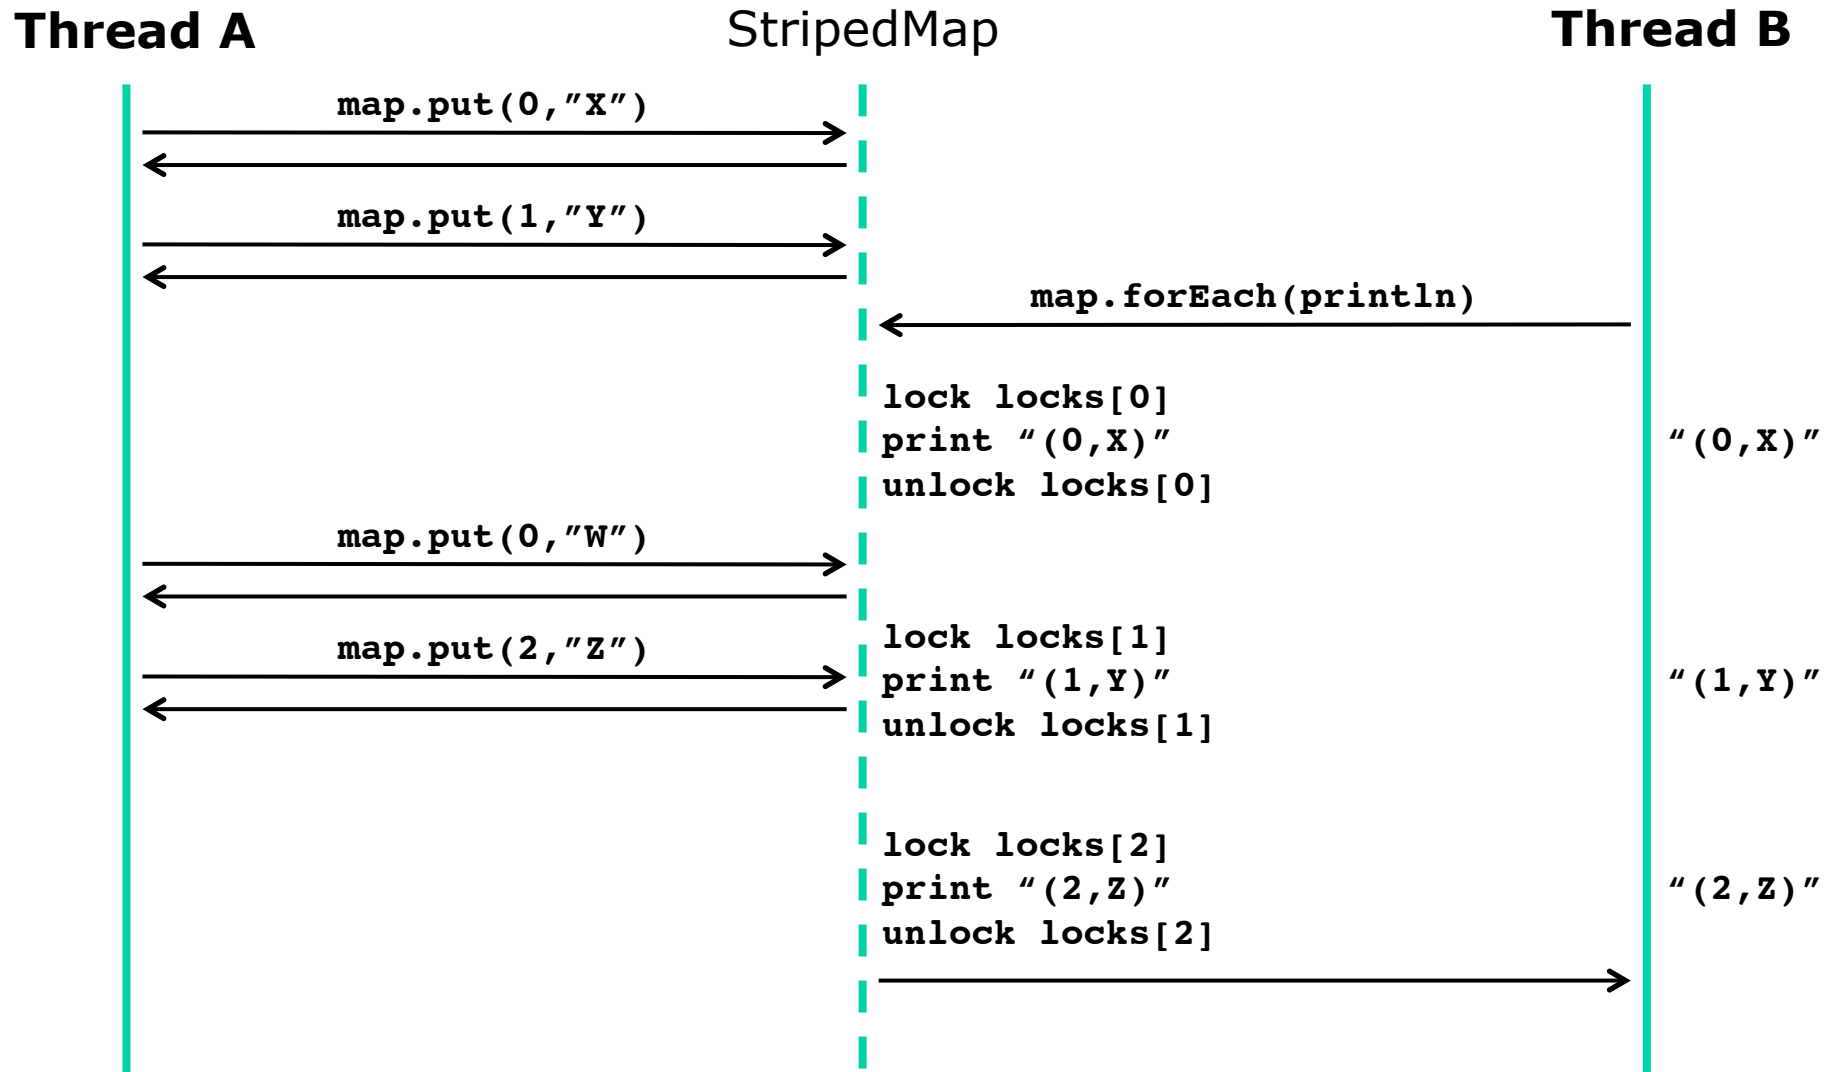 Thread A
StripedMap
Thread B
map.put(0,”X”)
map.put(1,”Y”)
map.forEach(println)
lock locks[0]
print “(0,X)”
“(0,X)”
unlock locks[0]
map.put(0,”W”)
map.put(2,”Z”)
lock locks[1]
print “(1,Y)”
“(1,Y)”
unlock locks[1]
lock locks[2]
print “(2,Z)”
“(2,Z)”
unlock locks[2]